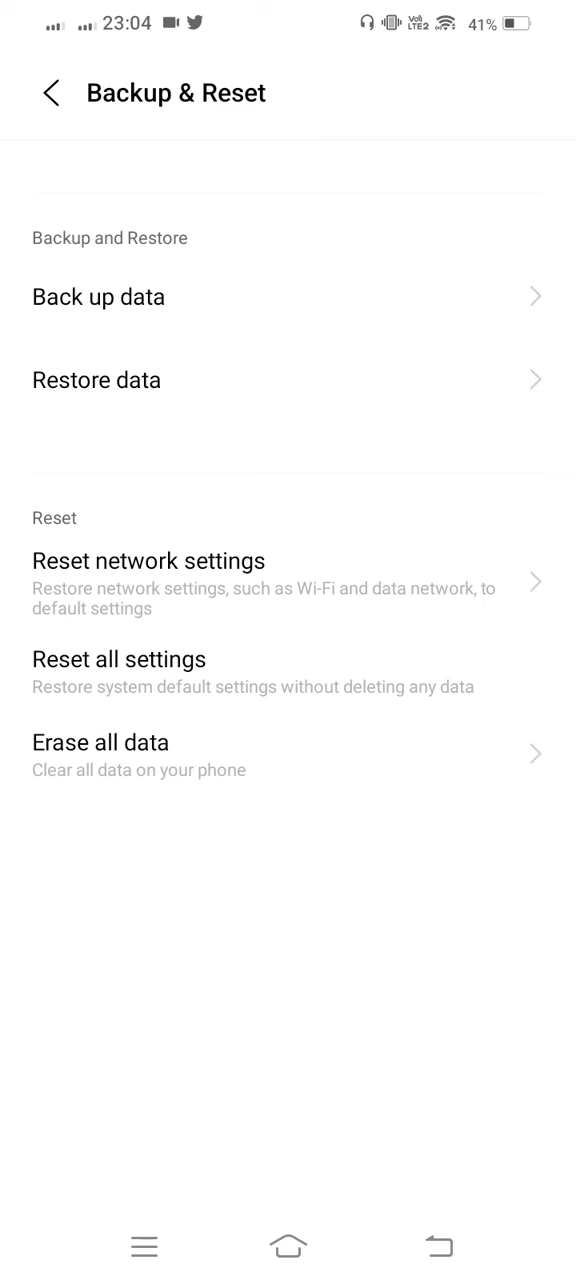 23:04 VoI) LTE2 41%
Backup & Reset
Backup and Restore
Back up data
Restore data
Reset
Reset network settings
Restore network settings, such as Wi-Fi and data network, to
default settings
Reset all settings
Restore system default settings without deleting any data
Erase all data
Clear all data on your phone